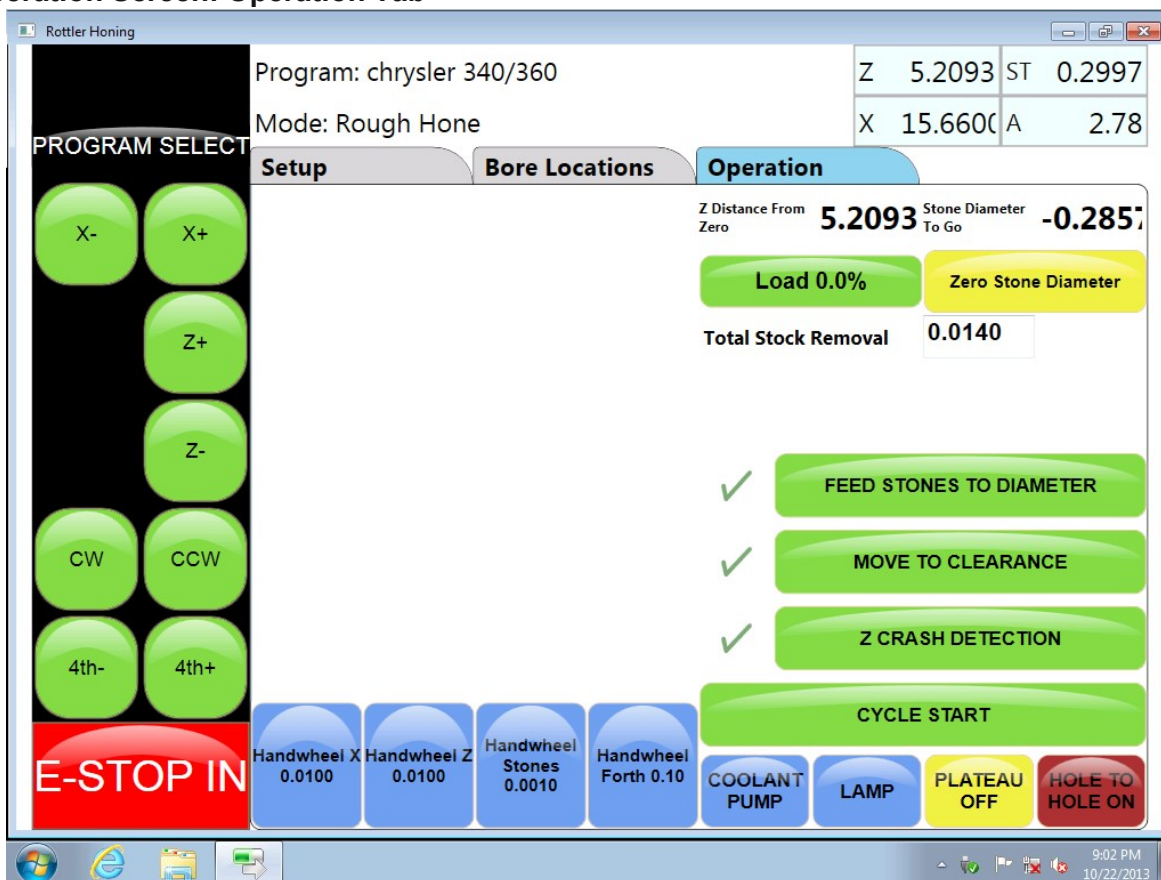 Rottler Honing
Program: chrysler 340/360
Z 5.2093 ST 0.2997
Mode: Rough Hone
X 15.660 A 2.78
PROGRAM SELECT
Setup Bore Locations Operation
X- X+
Z+
Z-
CW CCW
4th- 4th+
E-STOP IN
Z Distance From
Zero
5.2093
Stone Diameter
To Go
-0.2857
Load 0.0%
Zero Stone Diameter
Total Stock Removal 0.0140
FEED STONES TO DIAMETER
MOVE TO CLEARANCE
Z CRASH DETECTION
CYCLE START
Handwheel X
0.0100
Handwheel Z
0.0100
Handwheel
Stones
0.0010
Handwheel
Forth 0.10
COOLANT
PUMP
LAMP
PLATEAU
OFF
HOLE TO
HOLE ON
9:02 PM
10/22/2013